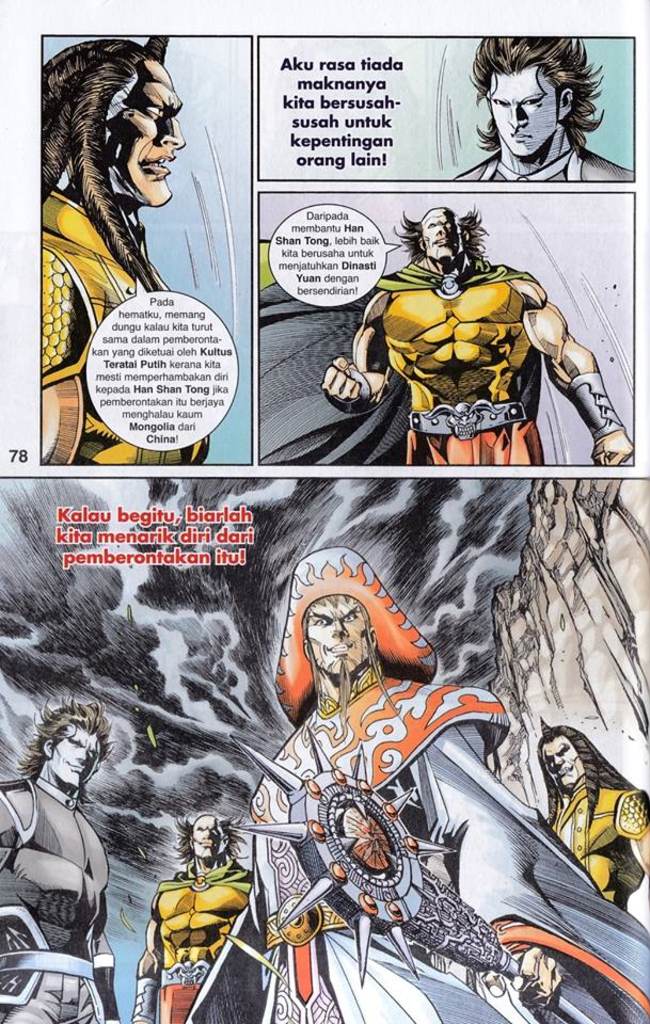 Pada
hematku, memang
dungu kalau kita turut
sama dalam pemberonta-
kan yang diketuai oleh Kultus
Teratai Putih kerana kita
mesti memperhambakan diri
kepada Han Shan Tong jika
pemberontakan itu berjaya
menghalau kaum
Mongolia dari
China!
Aku rasa tiada
maknanya
kita bersusah-
susah untuk
kepentingan
orang lain!
Daripada
membantu Han
Shan Tong, lebih baik
kita berusaha untuk
menjatuhkan Dinasti
Yuan dengan
bersendirian!
78
Kalau begitu, biarlah
kita menarik diri dari
pemberontakan itu!